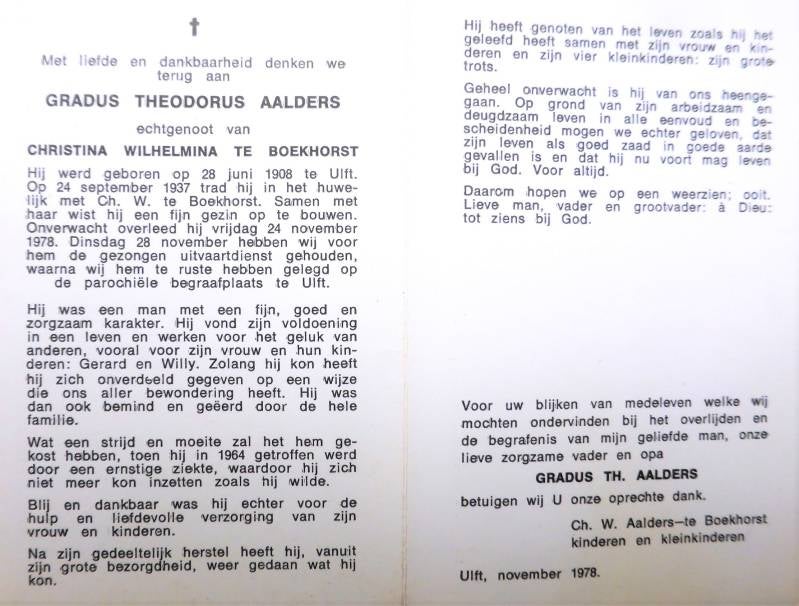 Met liefde en dankbaarheid denken we
terug aan
GRADUS THEODORUS AALDERS
echtgenoot van
CHRISTINA WILHELMINA TE BOEKHORST
Hij werd geboren op 28 juni 1908 te Ulft.
Op 24 september 1937 trad hij in het huwe-
lijk met Ch. W. te Boekhorst. Samen met
haar wist hij een fijn gezin op te bouwen.
Onverwacht overleed hij vrijdag 24 november
1978. Dinsdag 28 november hebben wij voor
hem de gezongen uitvaartdienst gehouden,
waarna wij hem te ruste hebben gelegd op
de parochiële begraafplaats te Ulft.
Hij was een man met een fijn, goed en
zorgzaam karakter. Hij vond zijn voldoening
in een leven en werken voor het geluk van
anderen, vooral voor zijn vrouw en hun kin-
deren: Gerard en Willy. Zolang hij kon heeft
hij zich onverdeeld gegeven op een wijze
die ons aller bewondering heeft. Hij was
dan ook bemind en geëerd door de hele
familie.
Wat een strijd en moeite zal het hem ge-
kost hebben, toen hij in 1964 getroffen werd
door een ernstige ziekte, waardoor hij zich
niet meer kon inzetten zoals hij wilde.
Blij en dankbaar was hij echter voor de
hulp en liefdevolle verzorging van zijn
vrouw en kinderen.
Na zijn gedeeltelijk herstel heeft hij, vanuit
zijn grote bezorgdheid, weer gedaan wat hij
kon.
Hij heeft genoten van het leven zoals hij het
geleefd heeft samen met zijn vrouw en kin-
deren en zijn vier kleinkinderen: zijn grote
trots.
Geheel onverwacht is hij van ons heenge-
gaan. Op grond van zijn arbeidzaam en
deugdzaam leven in alle eenvoud en be-
scheidenheid mogen we echter geloven, dat
zijn leven als goed zaad in goede aarde
gevallen is en dat hij nu voort mag leven
bij God. Voor altijd.
Daarom hopen we op een weerzien; ooit.
Lieve man, vader en grootvader: à Dieu:
tot ziens bij God.
Voor uw blijken van medeleven welke wij
mochten ondervinden bij het overlijden en
de begrafenis van mijn geliefde man, onze
lieve zorgzame vader en opa
GRADUS TH. AALDERS
betuigen wij U onze oprechte dank.
Ch. W. Aalders—te Boekhorst
kinderen en kleinkinderen
Ulft, november 1978.